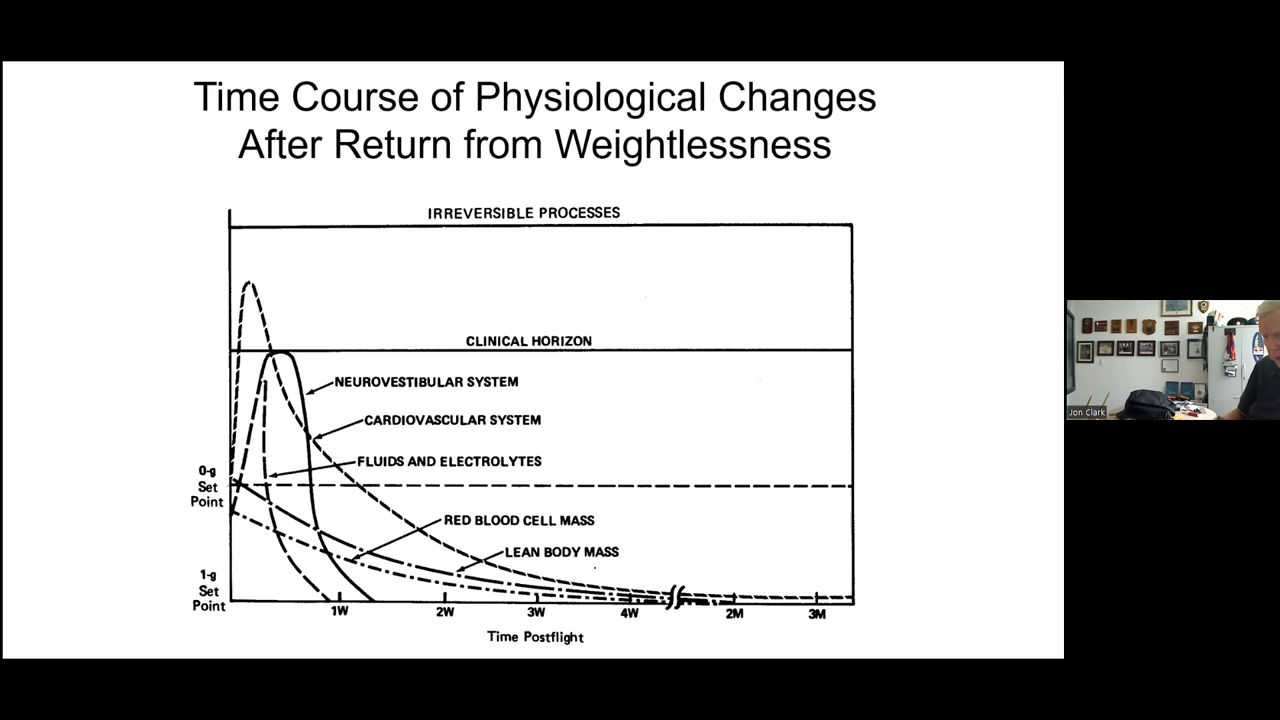 Time Course of Physiological Changes
After Return from Weightlessness
IRREVERSIBLE PROCESSES
CLINICAL HORIZON
NEUROVESTIBULAR SYSTEM
CARDIOVASCULAR SYSTEM
FLUIDS AND ELECTROLYTES
0-g
Set
Point
RED BLOOD CELL MASS
LEAN BODY MASS
1-g
Set
Point
1W 2W 3W 4W 2M 3M
Time Postflight
Jon Clark